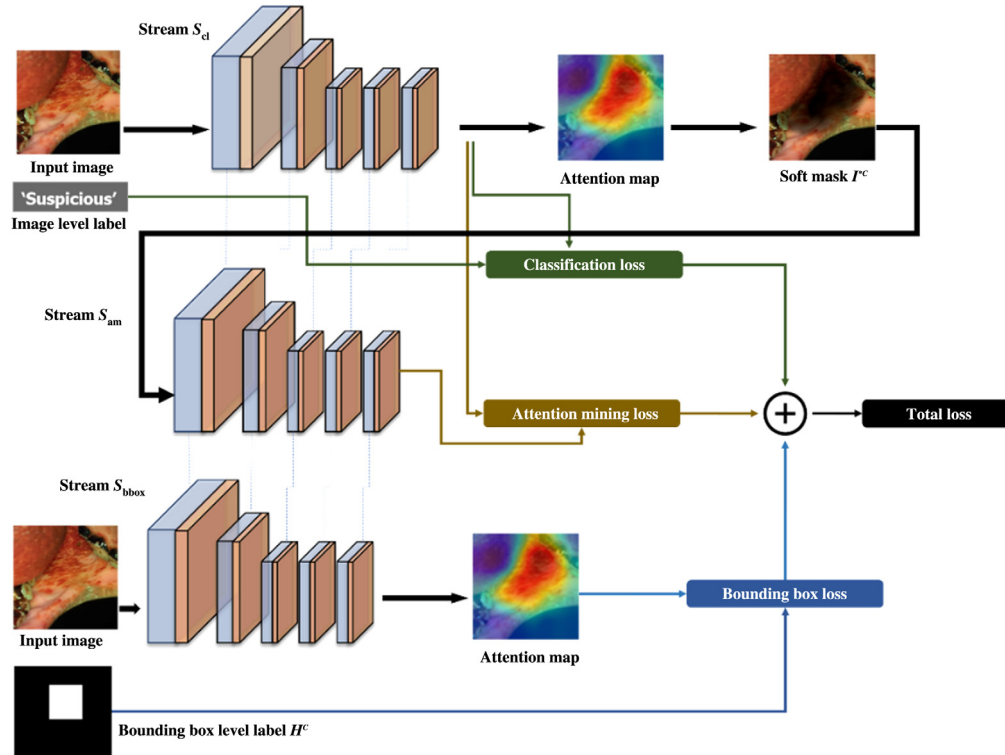 Stream S_cl
Input image
Attention map
Soft mask I*C
'Suspicious'
Image level label
Classification loss
Stream S_am
Attention mining loss
Total loss
Stream S_bbox
Input image
Bounding box loss
Attention map
Bounding box level label H^C